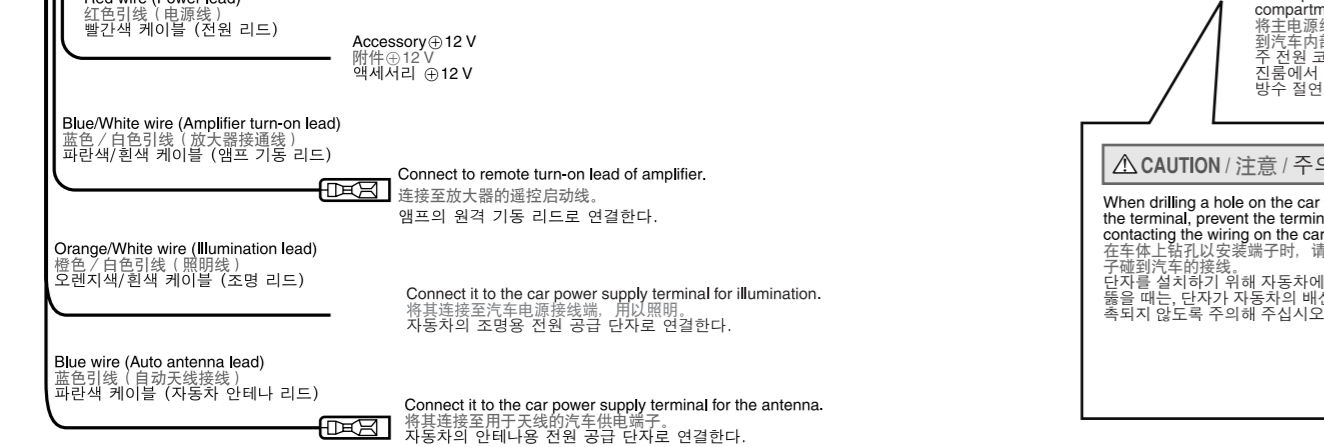 Red wire (Power lead)
红色引线（电源线）
빨간색 케이블 (전원 리드)
Accessory⊕12 V
附件⊕12 V
액세서리 ⊕12 V
Blue/White wire (Amplifier turn-on lead)
蓝色／白色引线（放大器接通线）
파란색/흰색 케이블 (앰프 기동 리드)
Connect to remote turn-on lead of amplifier.
连接至放大器的遥控启动线。
앰프의 원격 기동 리드로 연결한다.
Orange/White wire (Illumination lead)
橙色／白色引线（照明线）
오렌지색/흰색 케이블 (조명 리드)
Connect it to the car power supply terminal for illumination.
将其连接至汽车电源接线端，用以照明。
자동차의 조명용 전원 공급 단자로 연결한다.
Blue wire (Auto antenna lead)
蓝色引线（自动天线接线）
파란색 케이블 (자동차 안테나 리드)
Connect it to the car power supply terminal for the antenna.
将其连接至用于天线的汽车供电端子。
자동차의 안테나용 전원 공급 단자로 연결한다.
将主电源
到汽车内部
주 전원
진룸에서
방수 절연
⚠ CAUTION / 注意 / 주의
When drilling a hole on the car
the terminal, prevent the
contacting the wiring on the car
在车体上钻孔以安装端子时，请
子碰到汽车的接线。
단자를 설치하기 위해 자동차에
뚫을 때는, 단자가 자동차의
촉되지 않도록 주의해 주십시오